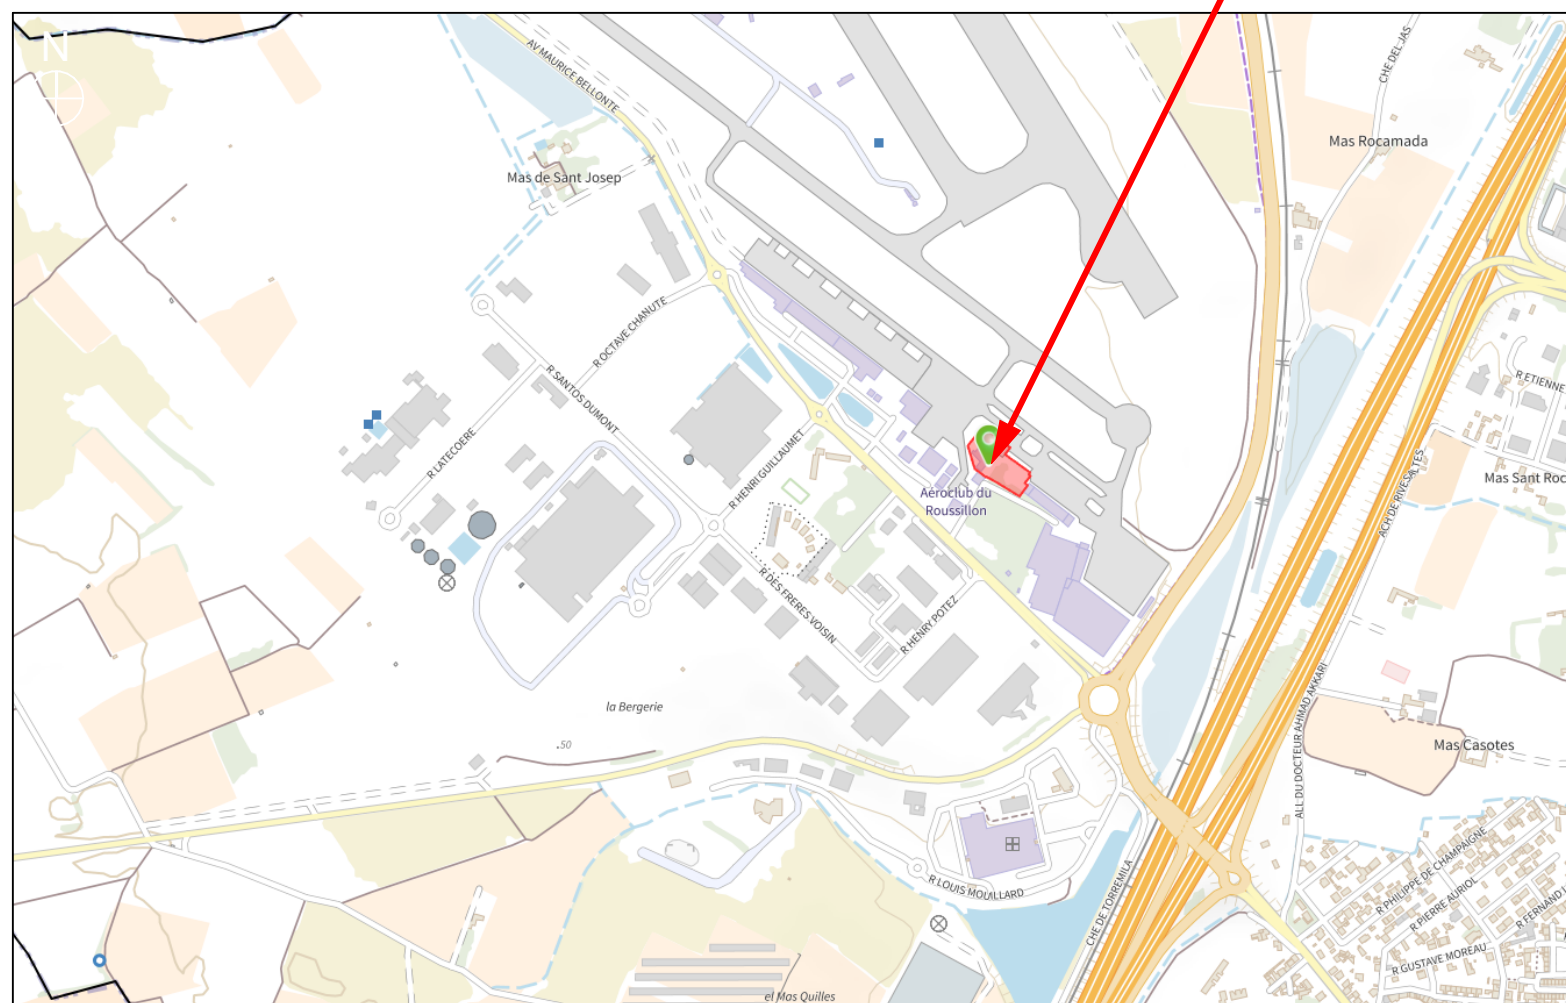 N
AV MAURICE BELLONTE
CHE DEL JAS
Mas Rocamada
Mas de Sant Josep
R OCTAVE CHANUTE
R SANTOS DUMONT
R ETIENNE
R LATECOERE
R HENRI GUILLAUMET
ACH DE RIVESALTES
Mas Sant Roc
Aéroclub du
Roussillon
R DES FRERES VOISIN
R HENRY POTEZ
la Bergerie
.50
ALL DU DOCTEUR AHMAD AKKARI
Mas Casotes
R LOUIS MOUILLARD
CHE DE TORREMILA
R PHILIPPE DE CHAMPAIGNE
R PIERRE AURIOL
R FERNAND
R GUSTAVE MOREAU
el Mas Quilles